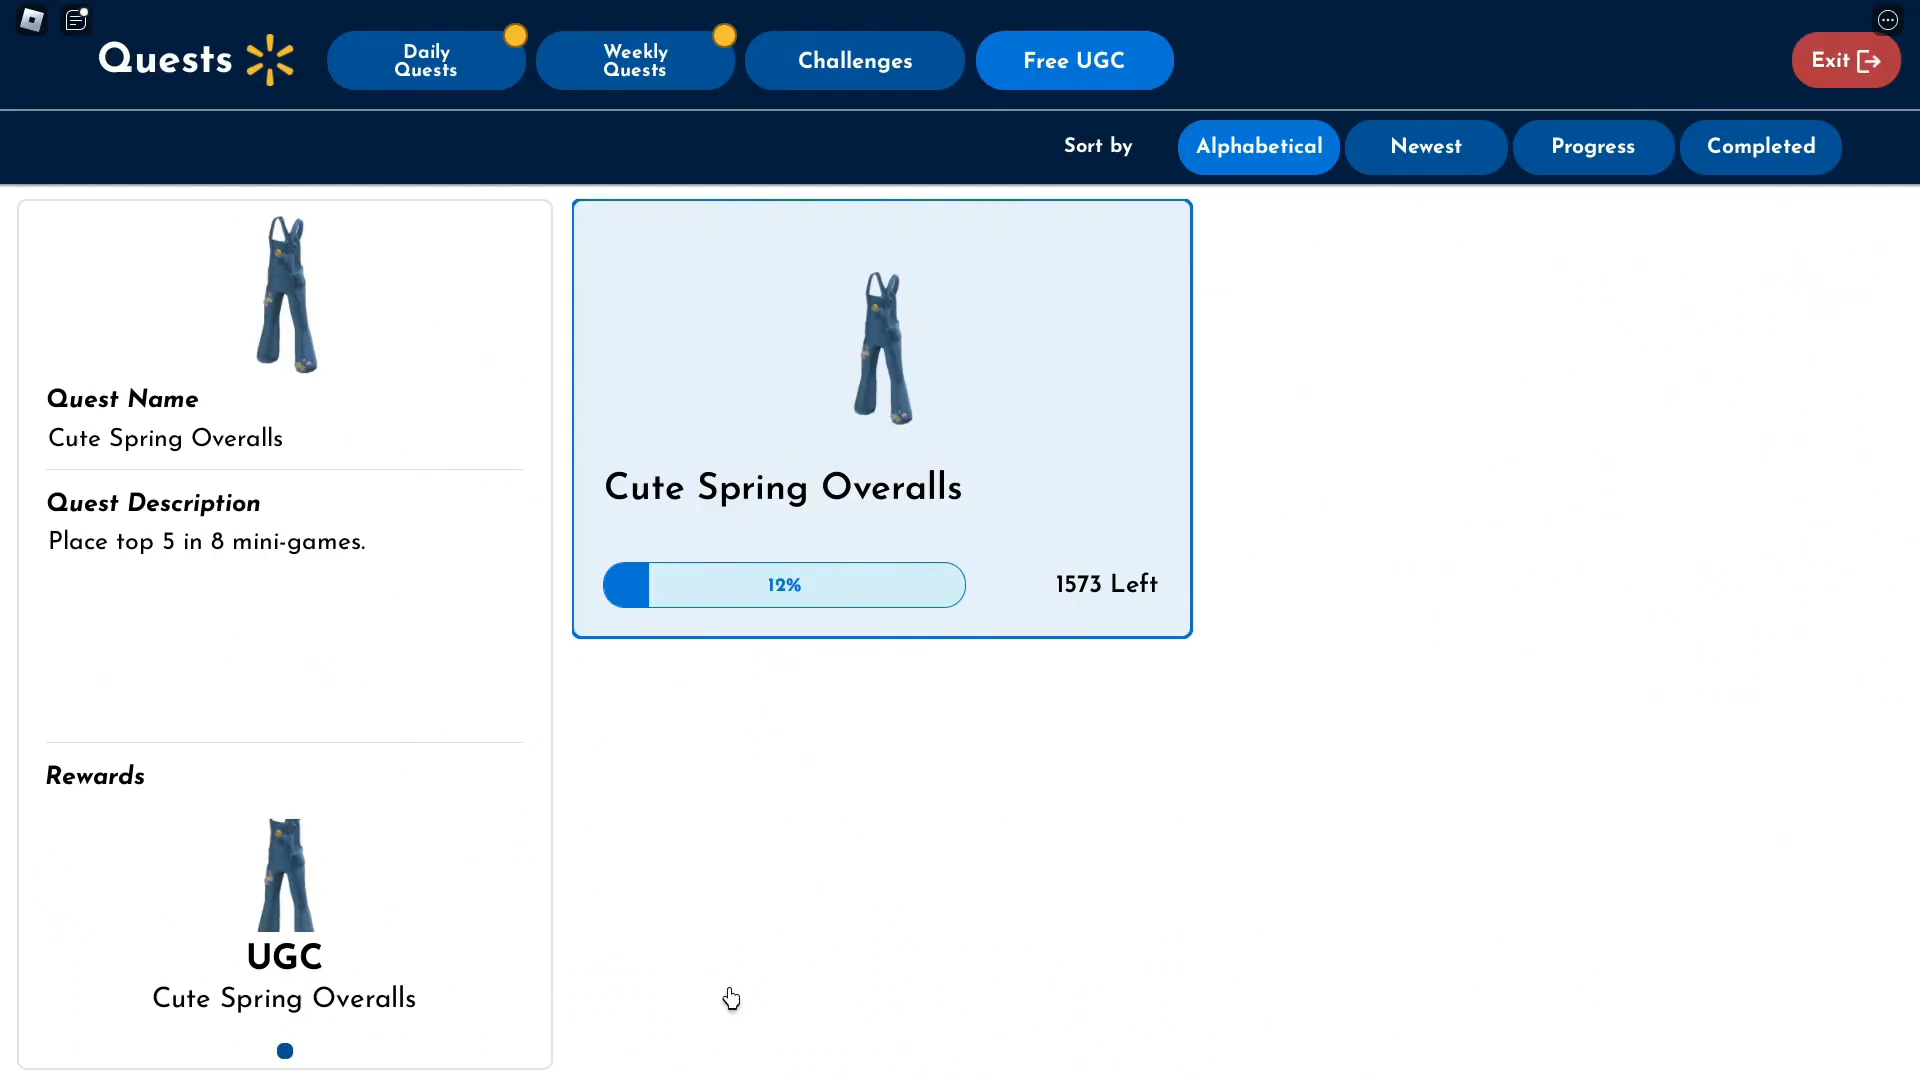 Quests
Daily
Quests
Weekly
Quests
Challenges
Free UGC
Exit
Sort by
Alphabetical
Newest
Progress
Completed
Quest Name
Cute Spring Overalls
Quest Description
Place top 5 in 8 mini-games.
Rewards
UGC
Cute Spring Overalls
Cute Spring Overalls
12%
1573 Left